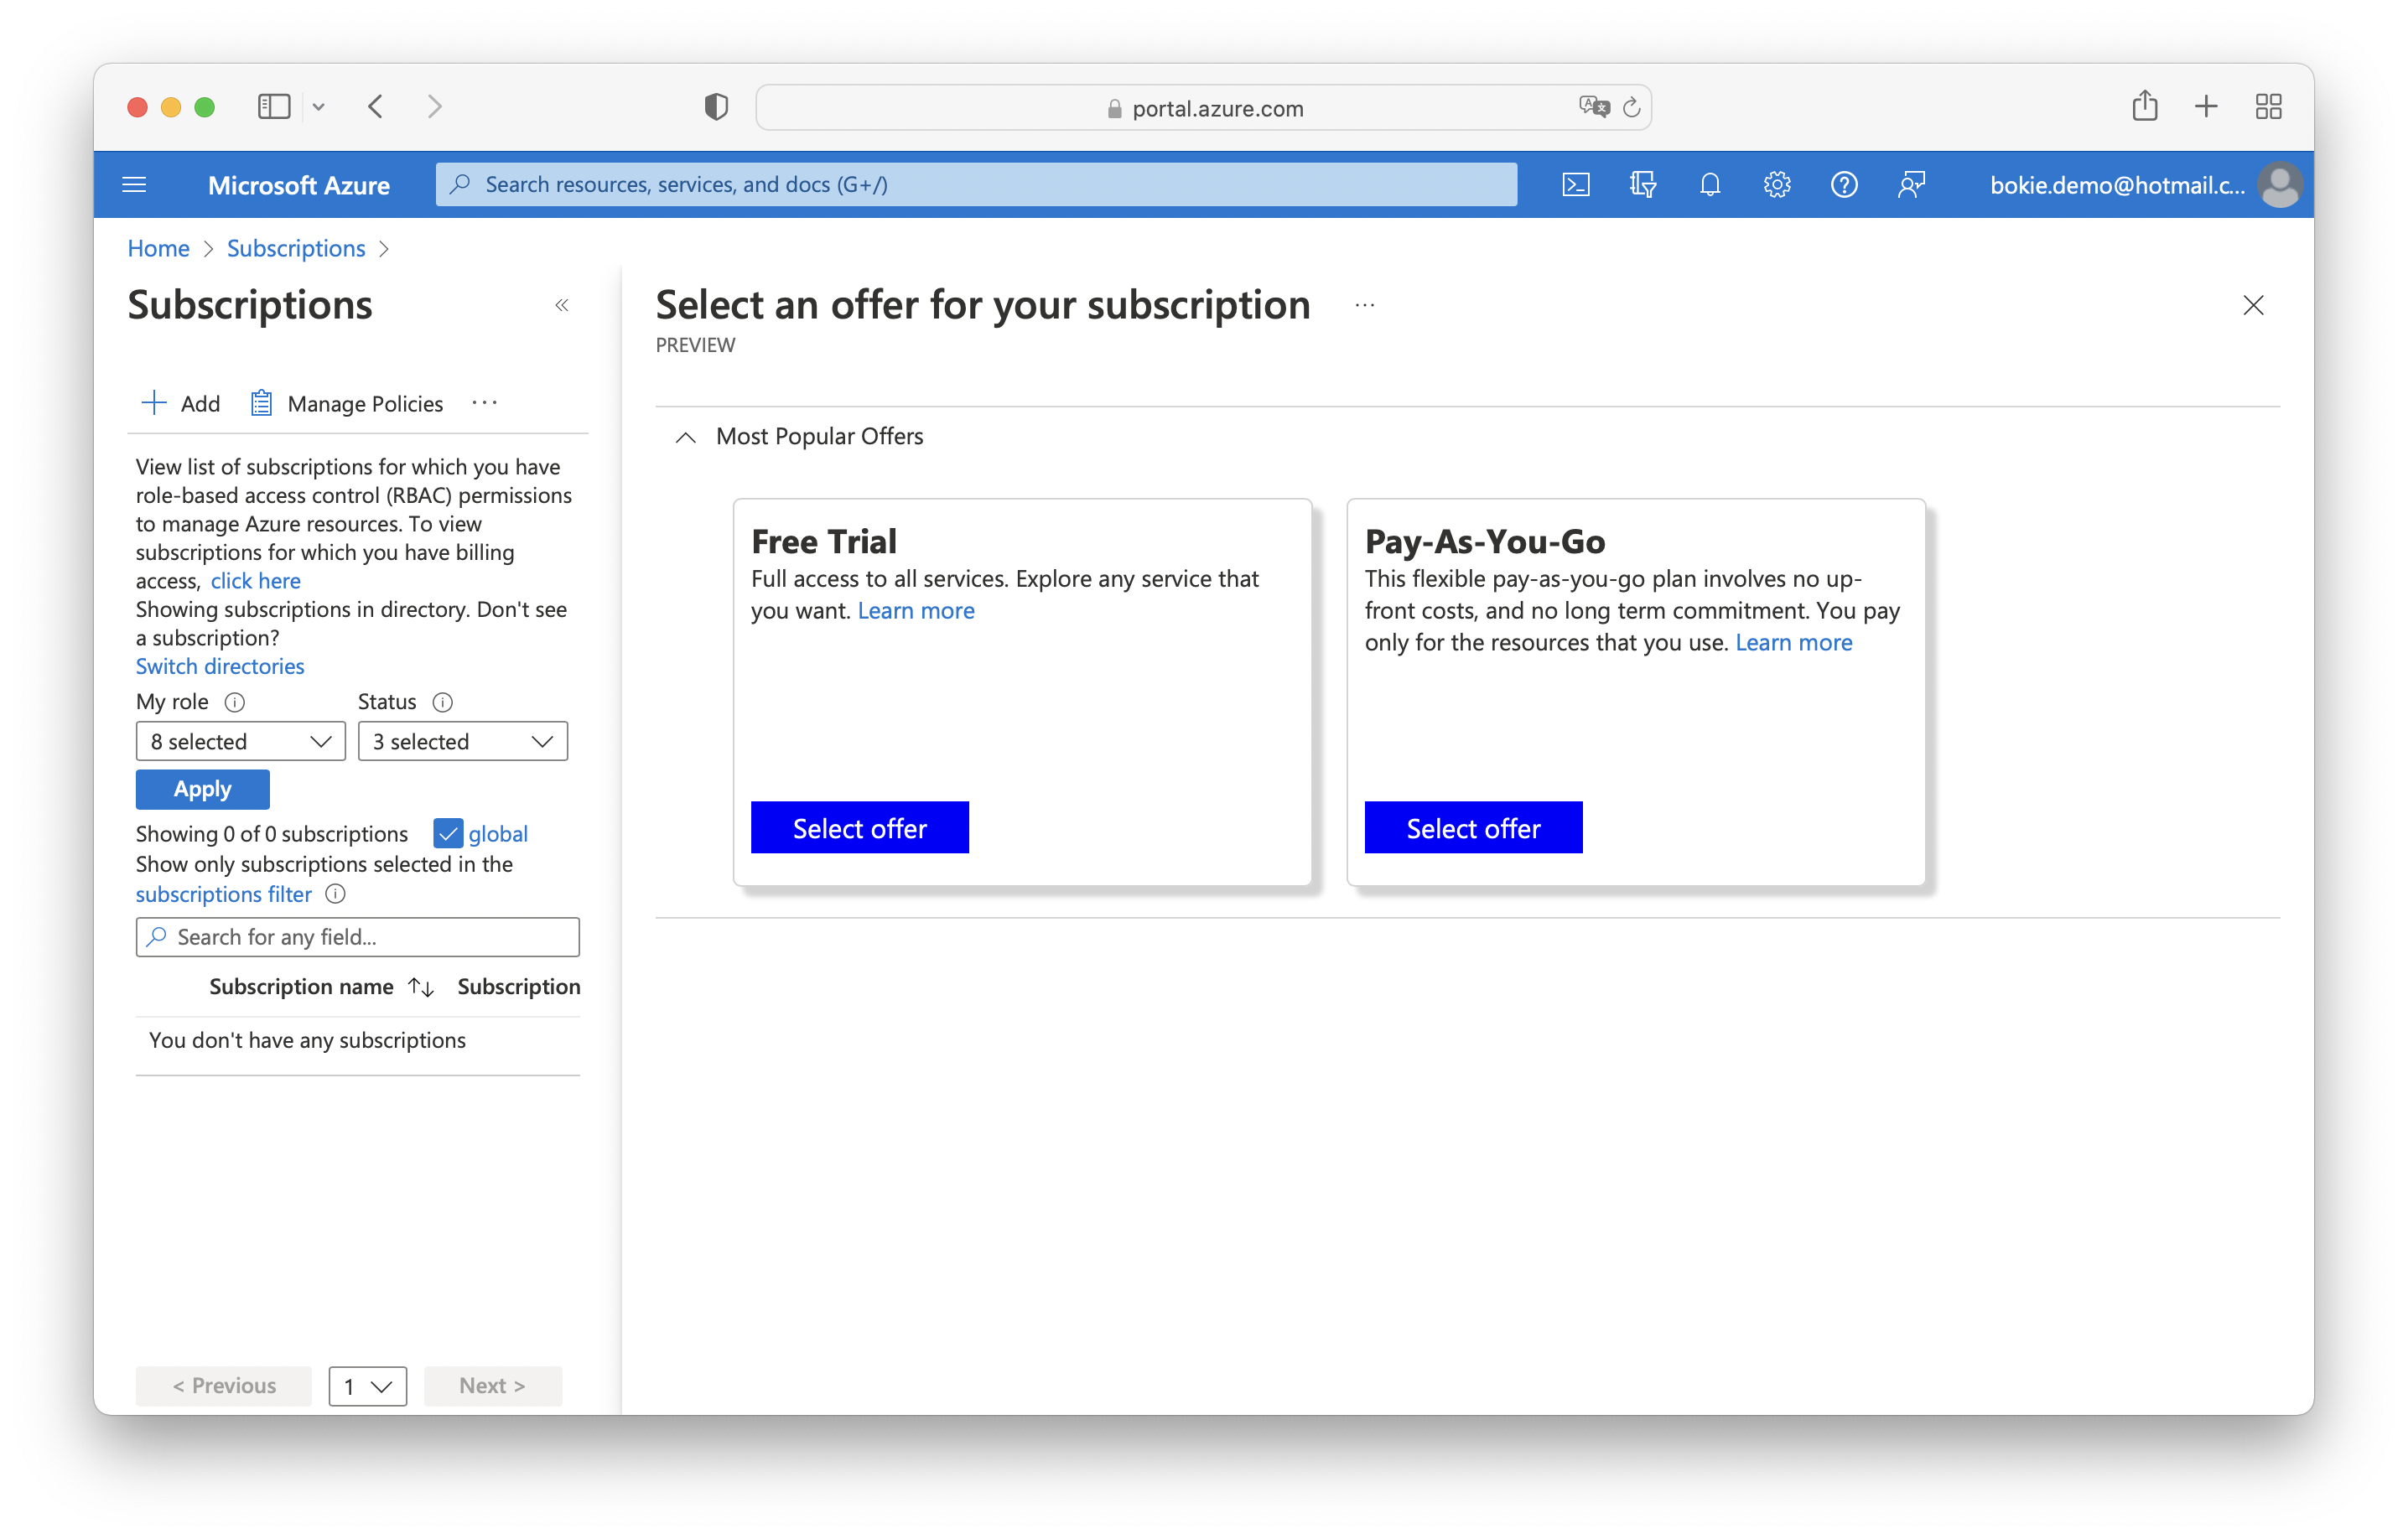 portal.azure.com
Microsoft Azure
Search resources, services, and docs (G+/)
bokie.demo@hotmail.c...
Home > Subscriptions >
Subscriptions
Add
Manage Policies
View list of subscriptions for which you have
role-based access control (RBAC) permissions
to manage Azure resources. To view
subscriptions for which you have billing
access, click here
Showing subscriptions in directory. Don't see
a subscription?
Switch directories
My role
Status
8 selected
3 selected
Apply
Showing 0 of 0 subscriptions
global
Show only subscriptions selected in the
subscriptions filter
Search for any field...
Subscription name ↑↓
Subscription
You don't have any subscriptions
< Previous
1
Next >
Select an offer for your subscription
...
PREVIEW
Most Popular Offers
Free Trial
Full access to all services. Explore any service that
you want. Learn more
Select offer
Pay-As-You-Go
This flexible pay-as-you-go plan involves no up-
front costs, and no long term commitment. You pay
only for the resources that you use. Learn more
Select offer